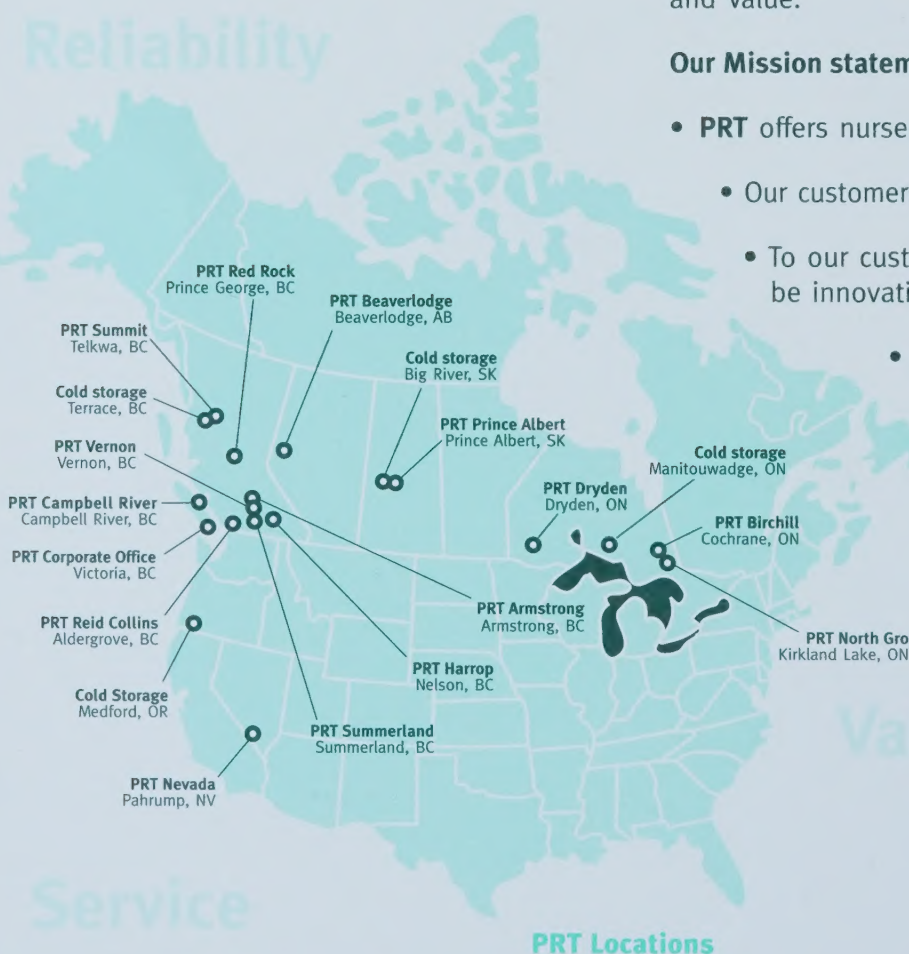 and value.
Reliability
Our Mission statem
• PRT offers nurse
• Our customer
• To our cust
be innovati
•
PRT Red Rock
Prince George, BC
PRT Beaverlodge
Beaverlodge, AB
PRT Summit
Telkwa, BC
Cold storage
Big River, SK
Cold storage
Terrace, BC
PRT Prince Albert
Prince Albert, SK
PRT Vernon
Vernon, BC
Cold storage
Manitouwadge, ON
PRT Dryden
Dryden, ON
PRT Campbell River
Campbell River, BC
PRT Birchill
Cochrane, ON
PRT Corporate Office
Victoria, BC
PRT Armstrong
Armstrong, BC
PRT Reid Collins
Aldergrove, BC
PRT North Gro
Kirkland Lake, ON
PRT Harrop
Nelson, BC
Cold Storage
Medford, OR
PRT Summerland
Summerland, BC
Va
PRT Nevada
Pahrump, NV
Service
PRT Locations